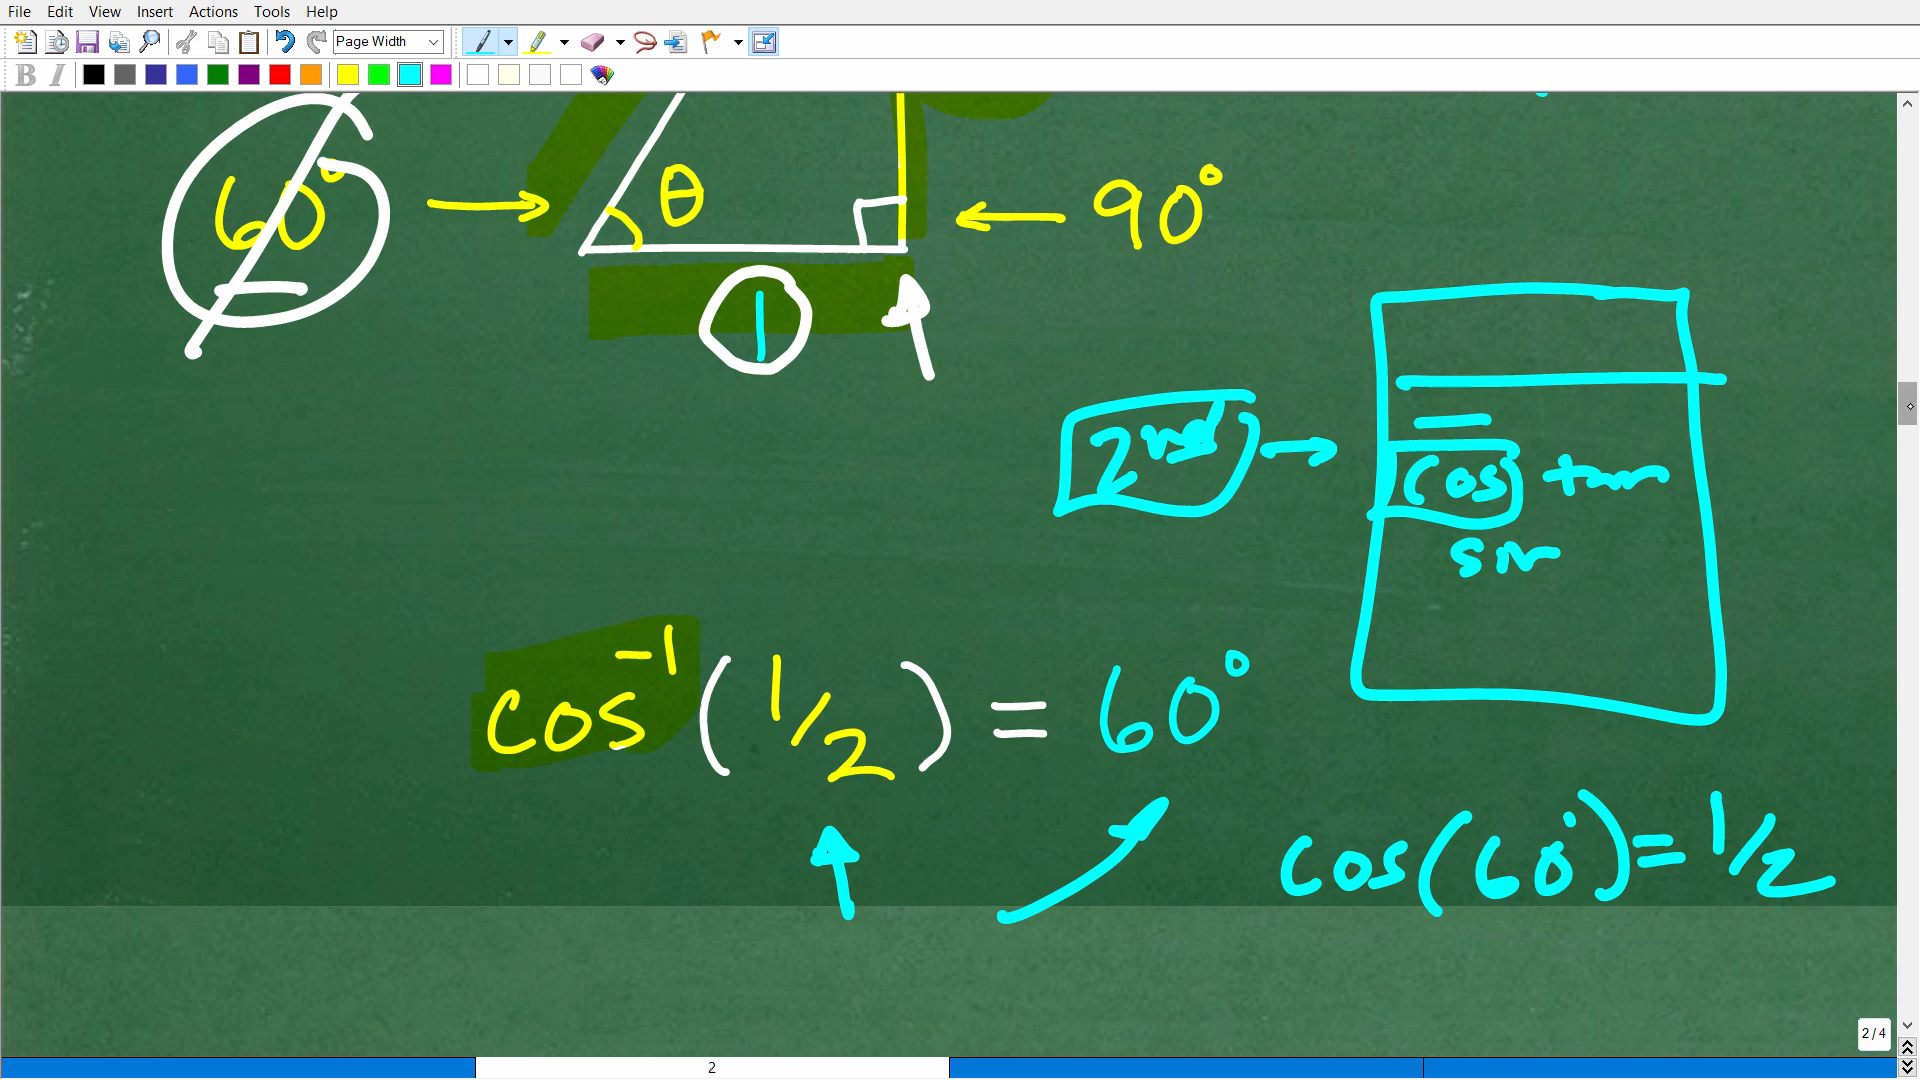 File Edit View Insert Actions Tools Help
Page Width
B I
60° → θ ← 90°
1
2nd →
cos tan
sin
cos⁻¹ (1/2) = 60°
cos(60°) = 1/2
2 / 4
2